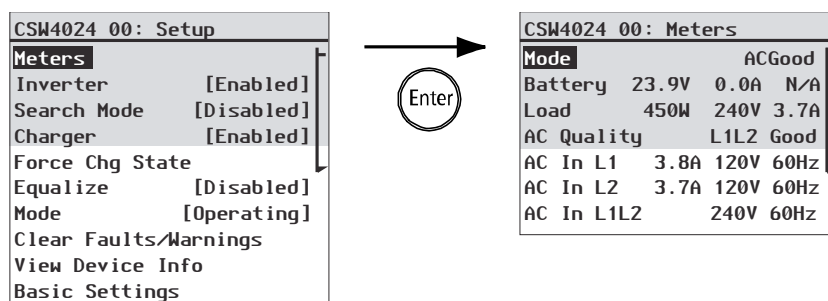 CSW4024 00: Setup
Meters
Inverter [Enabled]
Search Mode [Disabled]
Charger [Enabled]
Force Chg State
Equalize [Disabled]
Mode [Operating]
Clear Faults/Warnings
View Device Info
Basic Settings
Enter
CSW4024 00: Meters
Mode ACGood
Battery 23.9V 0.0A N/A
Load 450W 240V 3.7A
AC Quality L1L2 Good
AC In L1 3.8A 120V 60Hz
AC In L2 3.7A 120V 60Hz
AC In L1L2 240V 60Hz